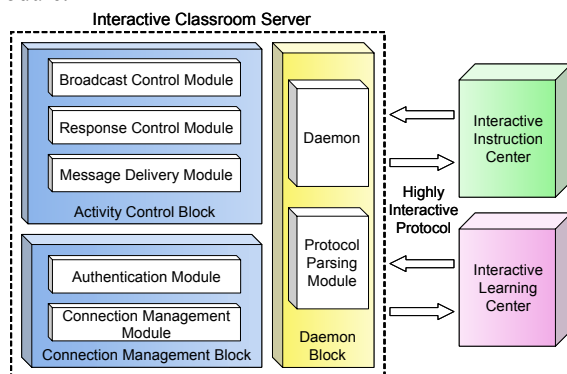 Interactive Classroom Server
Broadcast Control Module
Response Control Module
Message Delivery Module
Activity Control Block
Authentication Module
Connection Management
Module
Connection Management Block
Daemon
Protocol
Parsing
Module
Daemon
Block
Highly
Interactive
Protocol
Interactive
Instruction
Center
Interactive
Learning
Center